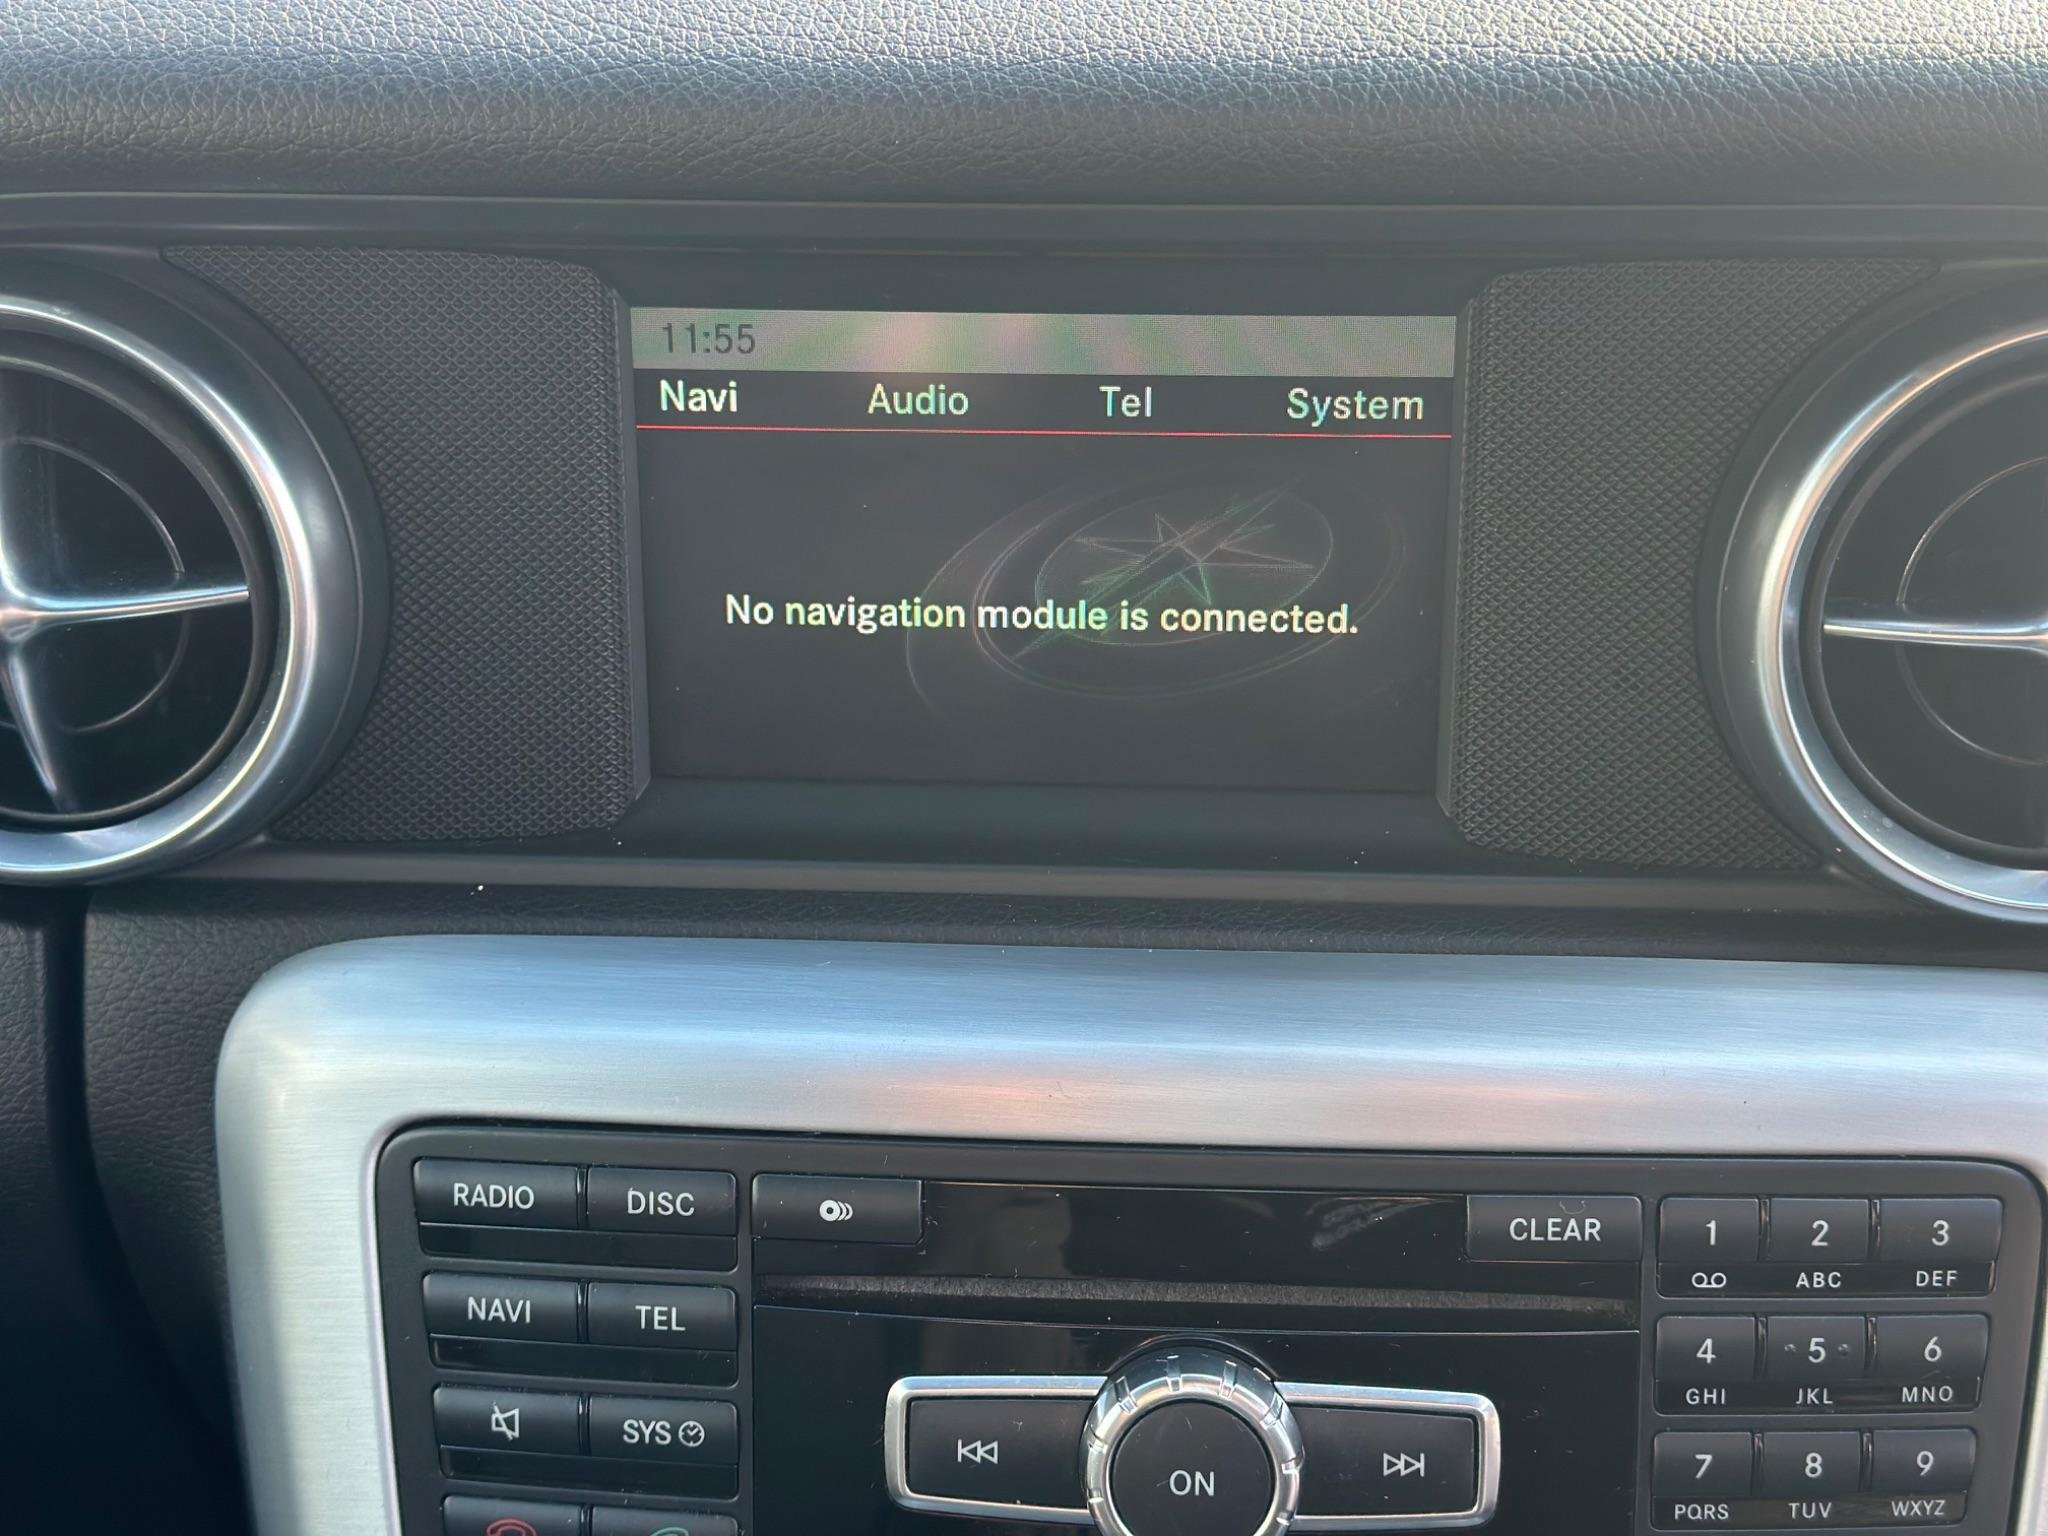 11:55
Navi Audio Tel System
No navigation module is connected.
RADIO DISC CLEAR 1 2 3
ABC DEF
NAVI TEL 4 5 6
GHI JKL MNO
SYS 7 8 9
ON
PQRS TUV WXYZ